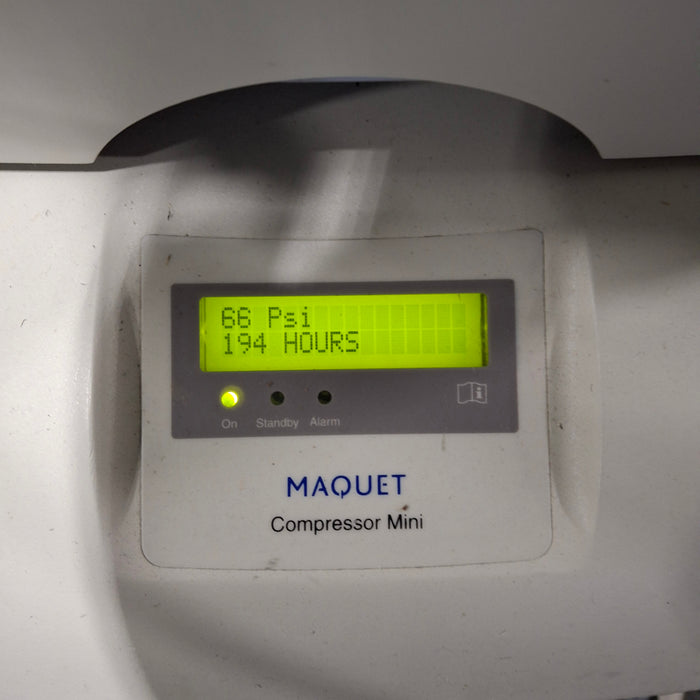 66 Psi
194 HOURS
On Standby Alarm
MAQUET
Compressor Mini